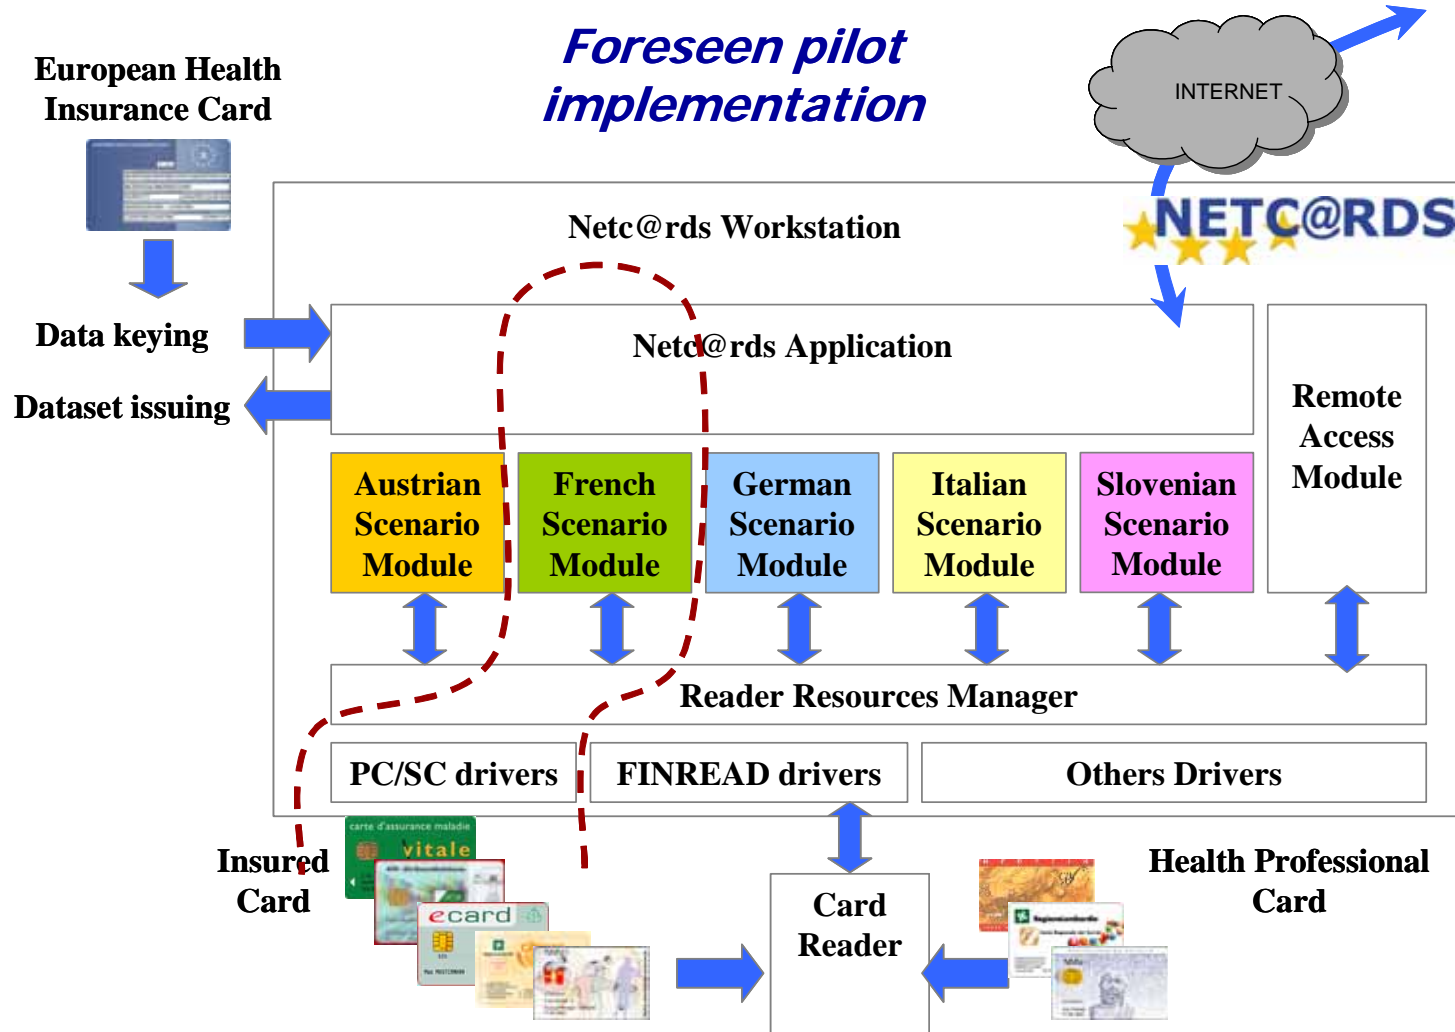 Foreseen pilot
implementation
European Health
Insurance Card
INTERNET
NETC@RDS
Netc@rds Workstation
Data keying
Dataset issuing
Netc@rds Application
Remote
Access
Module
Austrian
Scenario
Module
French
Scenario
Module
German
Scenario
Module
Italian
Scenario
Module
Slovenian
Scenario
Module
Reader Resources Manager
PC/SC drivers
FINREAD drivers
Others Drivers
carte d'assurance maladie
vitale
ecard
Insured
Card
Card
Reader
Health Professional
Card
RegioneLombardia